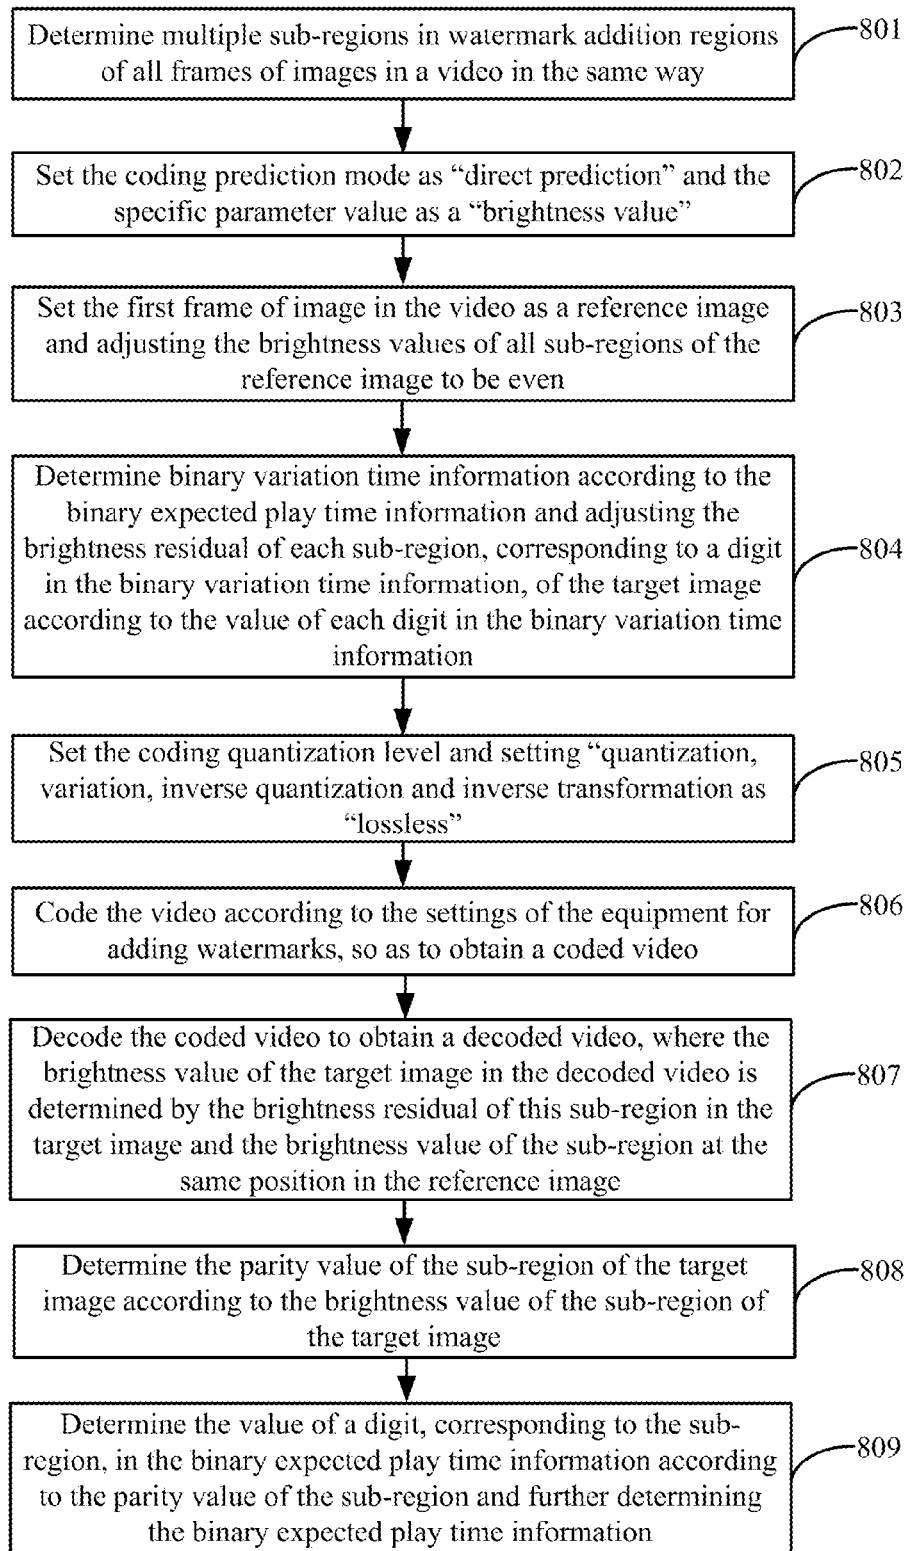 Determine multiple sub-regions in watermark addition regions
of all frames of images in a video in the same way
801
Set the coding prediction mode as “direct prediction” and the
specific parameter value as a “brightness value”
802
Set the first frame of image in the video as a reference image
and adjusting the brightness values of all sub-regions of the
reference image to be even
803
Determine binary variation time information according to the
binary expected play time information and adjusting the
brightness residual of each sub-region, corresponding to a digit
in the binary variation time information, of the target image
according to the value of each digit in the binary variation time
information
804
Set the coding quantization level and setting “quantization,
variation, inverse quantization and inverse transformation as
“lossless”
805
Code the video according to the settings of the equipment for
adding watermarks, so as to obtain a coded video
806
Decode the coded video to obtain a decoded video, where the
brightness value of the target image in the decoded video is
determined by the brightness residual of this sub-region in the
target image and the brightness value of the sub-region at the
same position in the reference image
807
Determine the parity value of the sub-region of the target
image according to the brightness value of the sub-region of
the target image
808
Determine the value of a digit, corresponding to the sub-
region, in the binary expected play time information according
to the parity value of the sub-region and further determining
the binary expected play time information
809